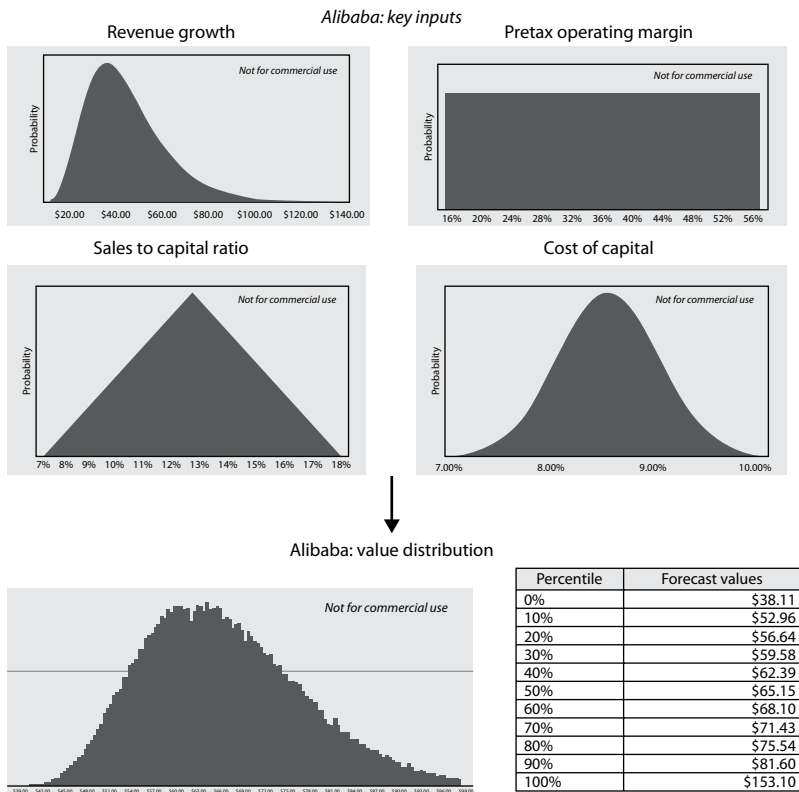 Alibaba: key inputs
Revenue growth
Not for commercial use
Probability
$20.00 $40.00 $60.00 $80.00 $100.00 $120.00 $140.00
Pretax operating margin
Not for commercial use
Probability
16% 20% 24% 28% 32% 36% 40% 44% 48% 52% 56%
Sales to capital ratio
Not for commercial use
Probability
7% 8% 9% 10% 11% 12% 13% 14% 15% 16% 17% 18%
Cost of capital
Not for commercial use
Probability
7.00% 8.00% 9.00% 10.00%
Alibaba: value distribution
Not for commercial use
Percentile Forecast values
0% $38.11
10% $52.96
20% $56.64
30% $59.58
40% $62.39
50% $65.15
60% $68.10
70% $71.43
80% $75.54
90% $81.60
100% $153.10